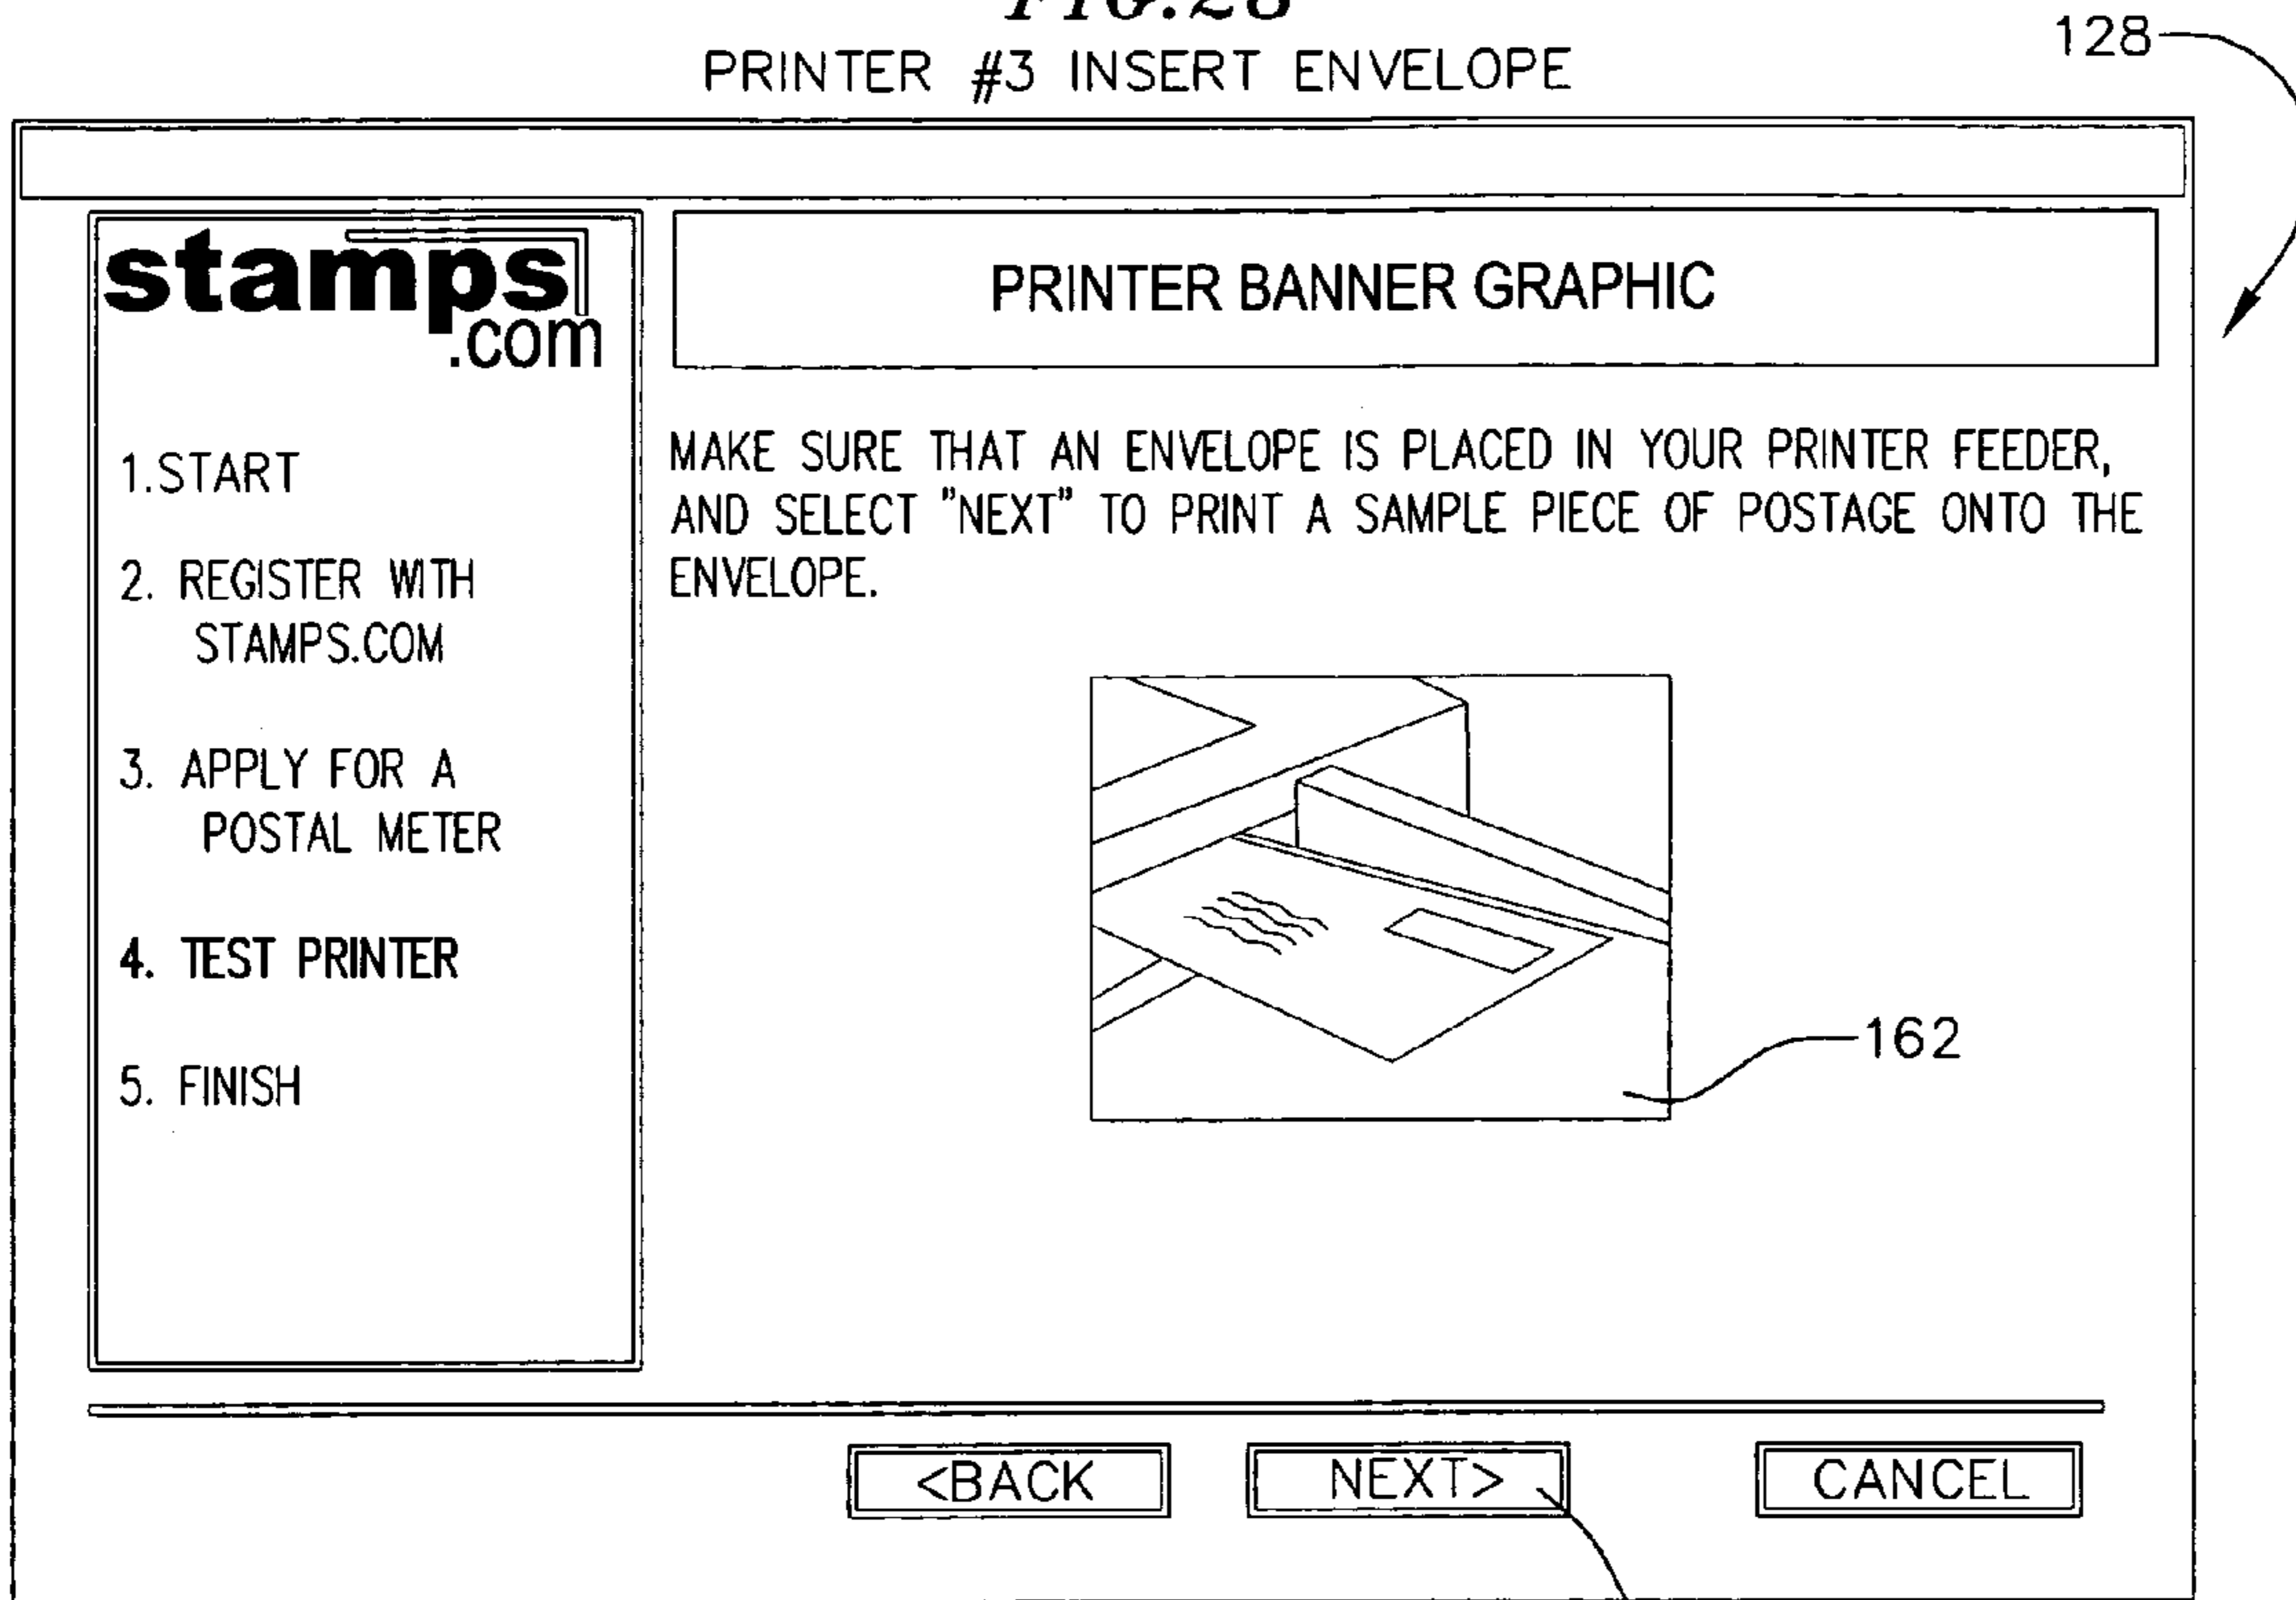 PRINTER #3 INSERT ENVELOPE
128
stamps
.com
PRINTER BANNER GRAPHIC
1.START
2. REGISTER WITH
STAMPS.COM
3. APPLY FOR A
POSTAL METER
4. TEST PRINTER
5. FINISH
MAKE SURE THAT AN ENVELOPE IS PLACED IN YOUR PRINTER FEEDER,
AND SELECT "NEXT" TO PRINT A SAMPLE PIECE OF POSTAGE ONTO THE
ENVELOPE.
162
<BACK
NEXT>
CANCEL